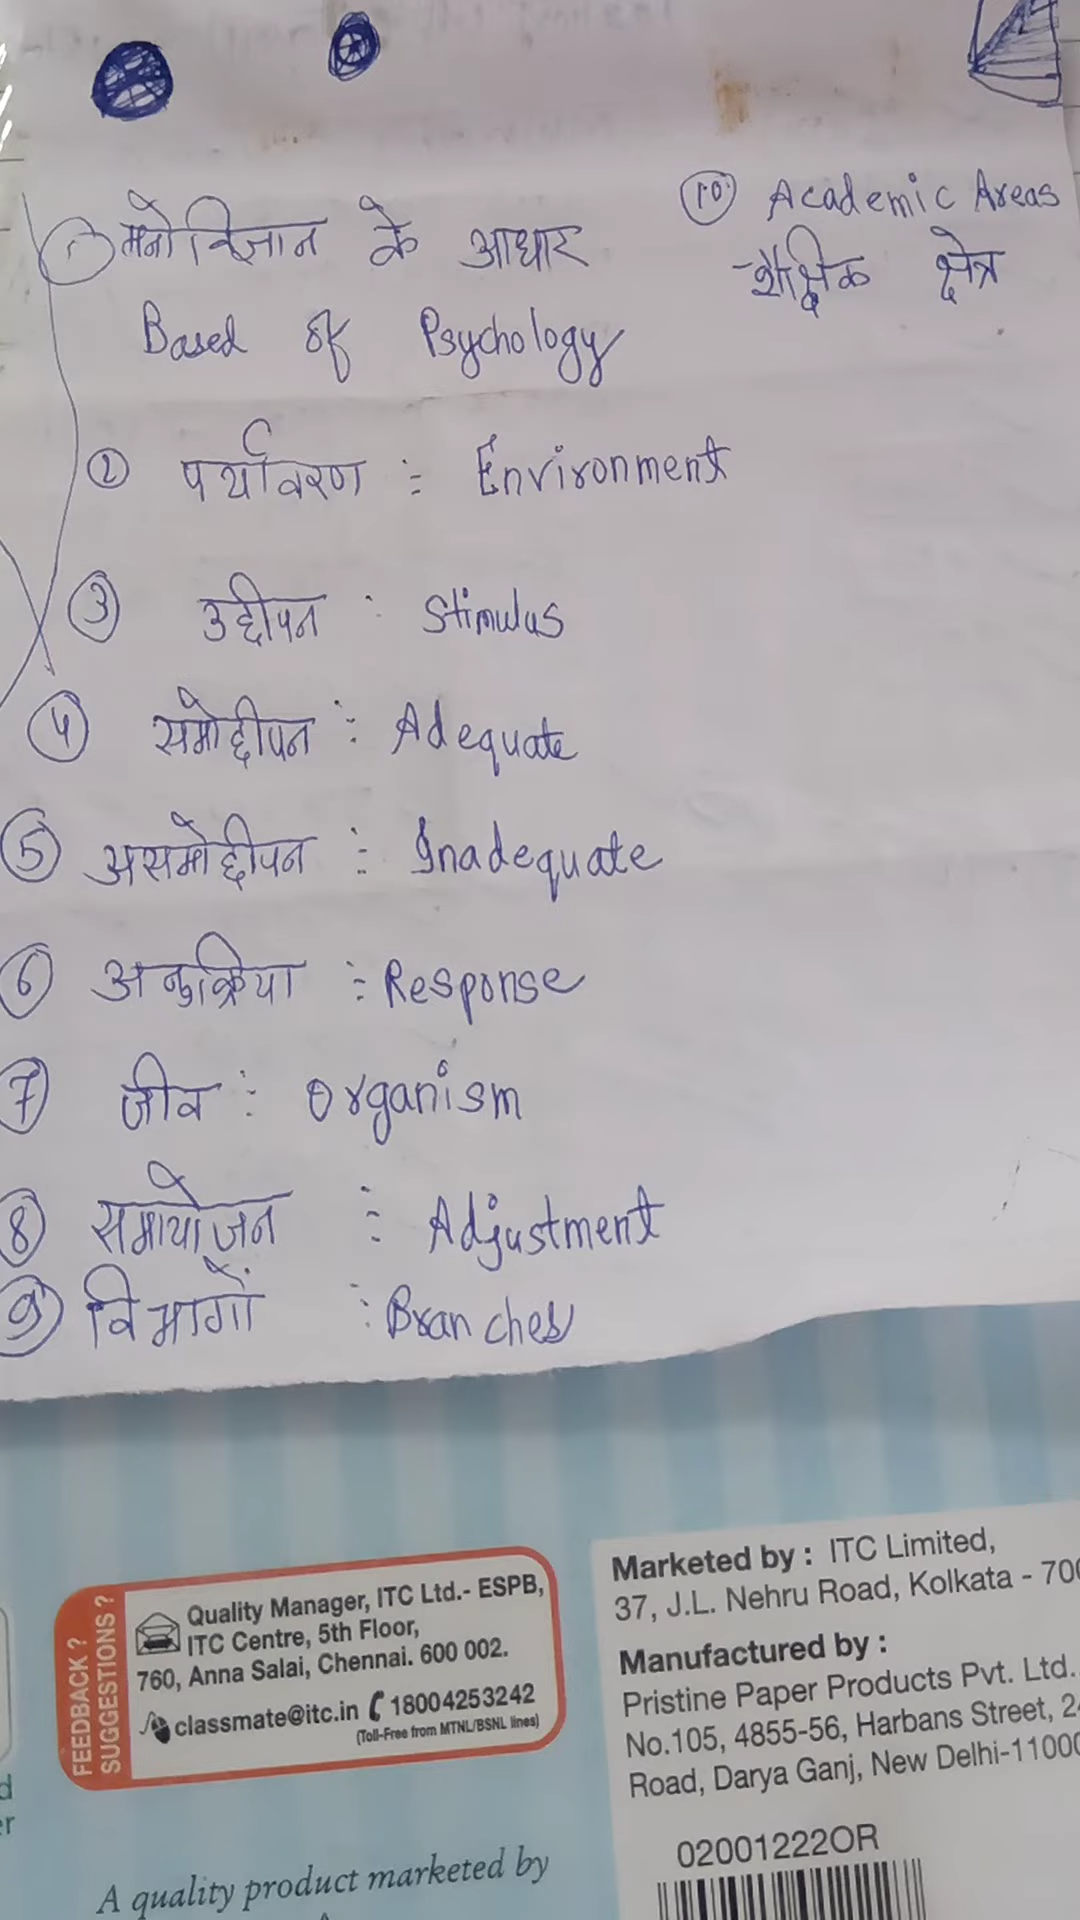 ① मनोविज्ञान के आधार
Based of Psychology
② पर्यावरण : Environment
③ उद्दीपन : Stimulus
④ समोद्दीपन : Adequate
⑤ असमोद्दीपन : Inadequate
⑥ अनुक्रिया : Response
⑦ जीव : Organism
⑧ समायोजन : Adjustment
⑨ विभागों : Branches
⑩ Academic Areas
- शैक्षिक क्षेत्र
FEEDBACK ?
SUGGESTIONS ?
Quality Manager, ITC Ltd.- ESPB,
ITC Centre, 5th Floor,
760, Anna Salai, Chennai. 600 002.
classmate@itc.in 18004253242
(Toll-Free from MTNL/BSNL lines)
A quality product marketed by
Marketed by : ITC Limited,
37, J.L. Nehru Road, Kolkata - 700
Manufactured by :
Pristine Paper Products Pvt. Ltd.
No.105, 4855-56, Harbans Street, 2
Road, Darya Ganj, New Delhi-11000
02001222OR